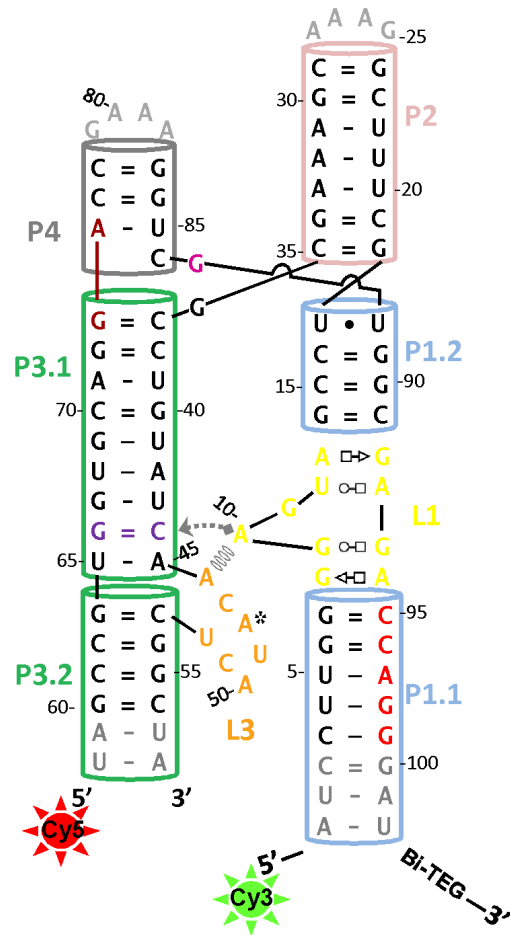 A A A
A G -25
C = G
30- G = C
A - U P2
A - U
A - U -20
G = C
35- C = G
80- A A
G A
C = G
C = G
P4 A - U -85
C G
G
G = C U • U
P3.1 G = C C = G P1.2
A - U C = G -90
70- C = G -40 15- C = G
G – U G = C
U – A
G – U
G = C
65- U – A -45
A G
U A
G
10- A L1
G G
G A
A
C
A *
U
U
C
50- A
L3
G = C
C = G
P3.2 C = G -55
60- G = C
A - U
U - A
5' 3'
G = C -95
G = C
5- U - A
U - G P1.1
C = G
C = G -100
U - A
A - U
Cy5
Cy3
5'
Bi-TEG 3'